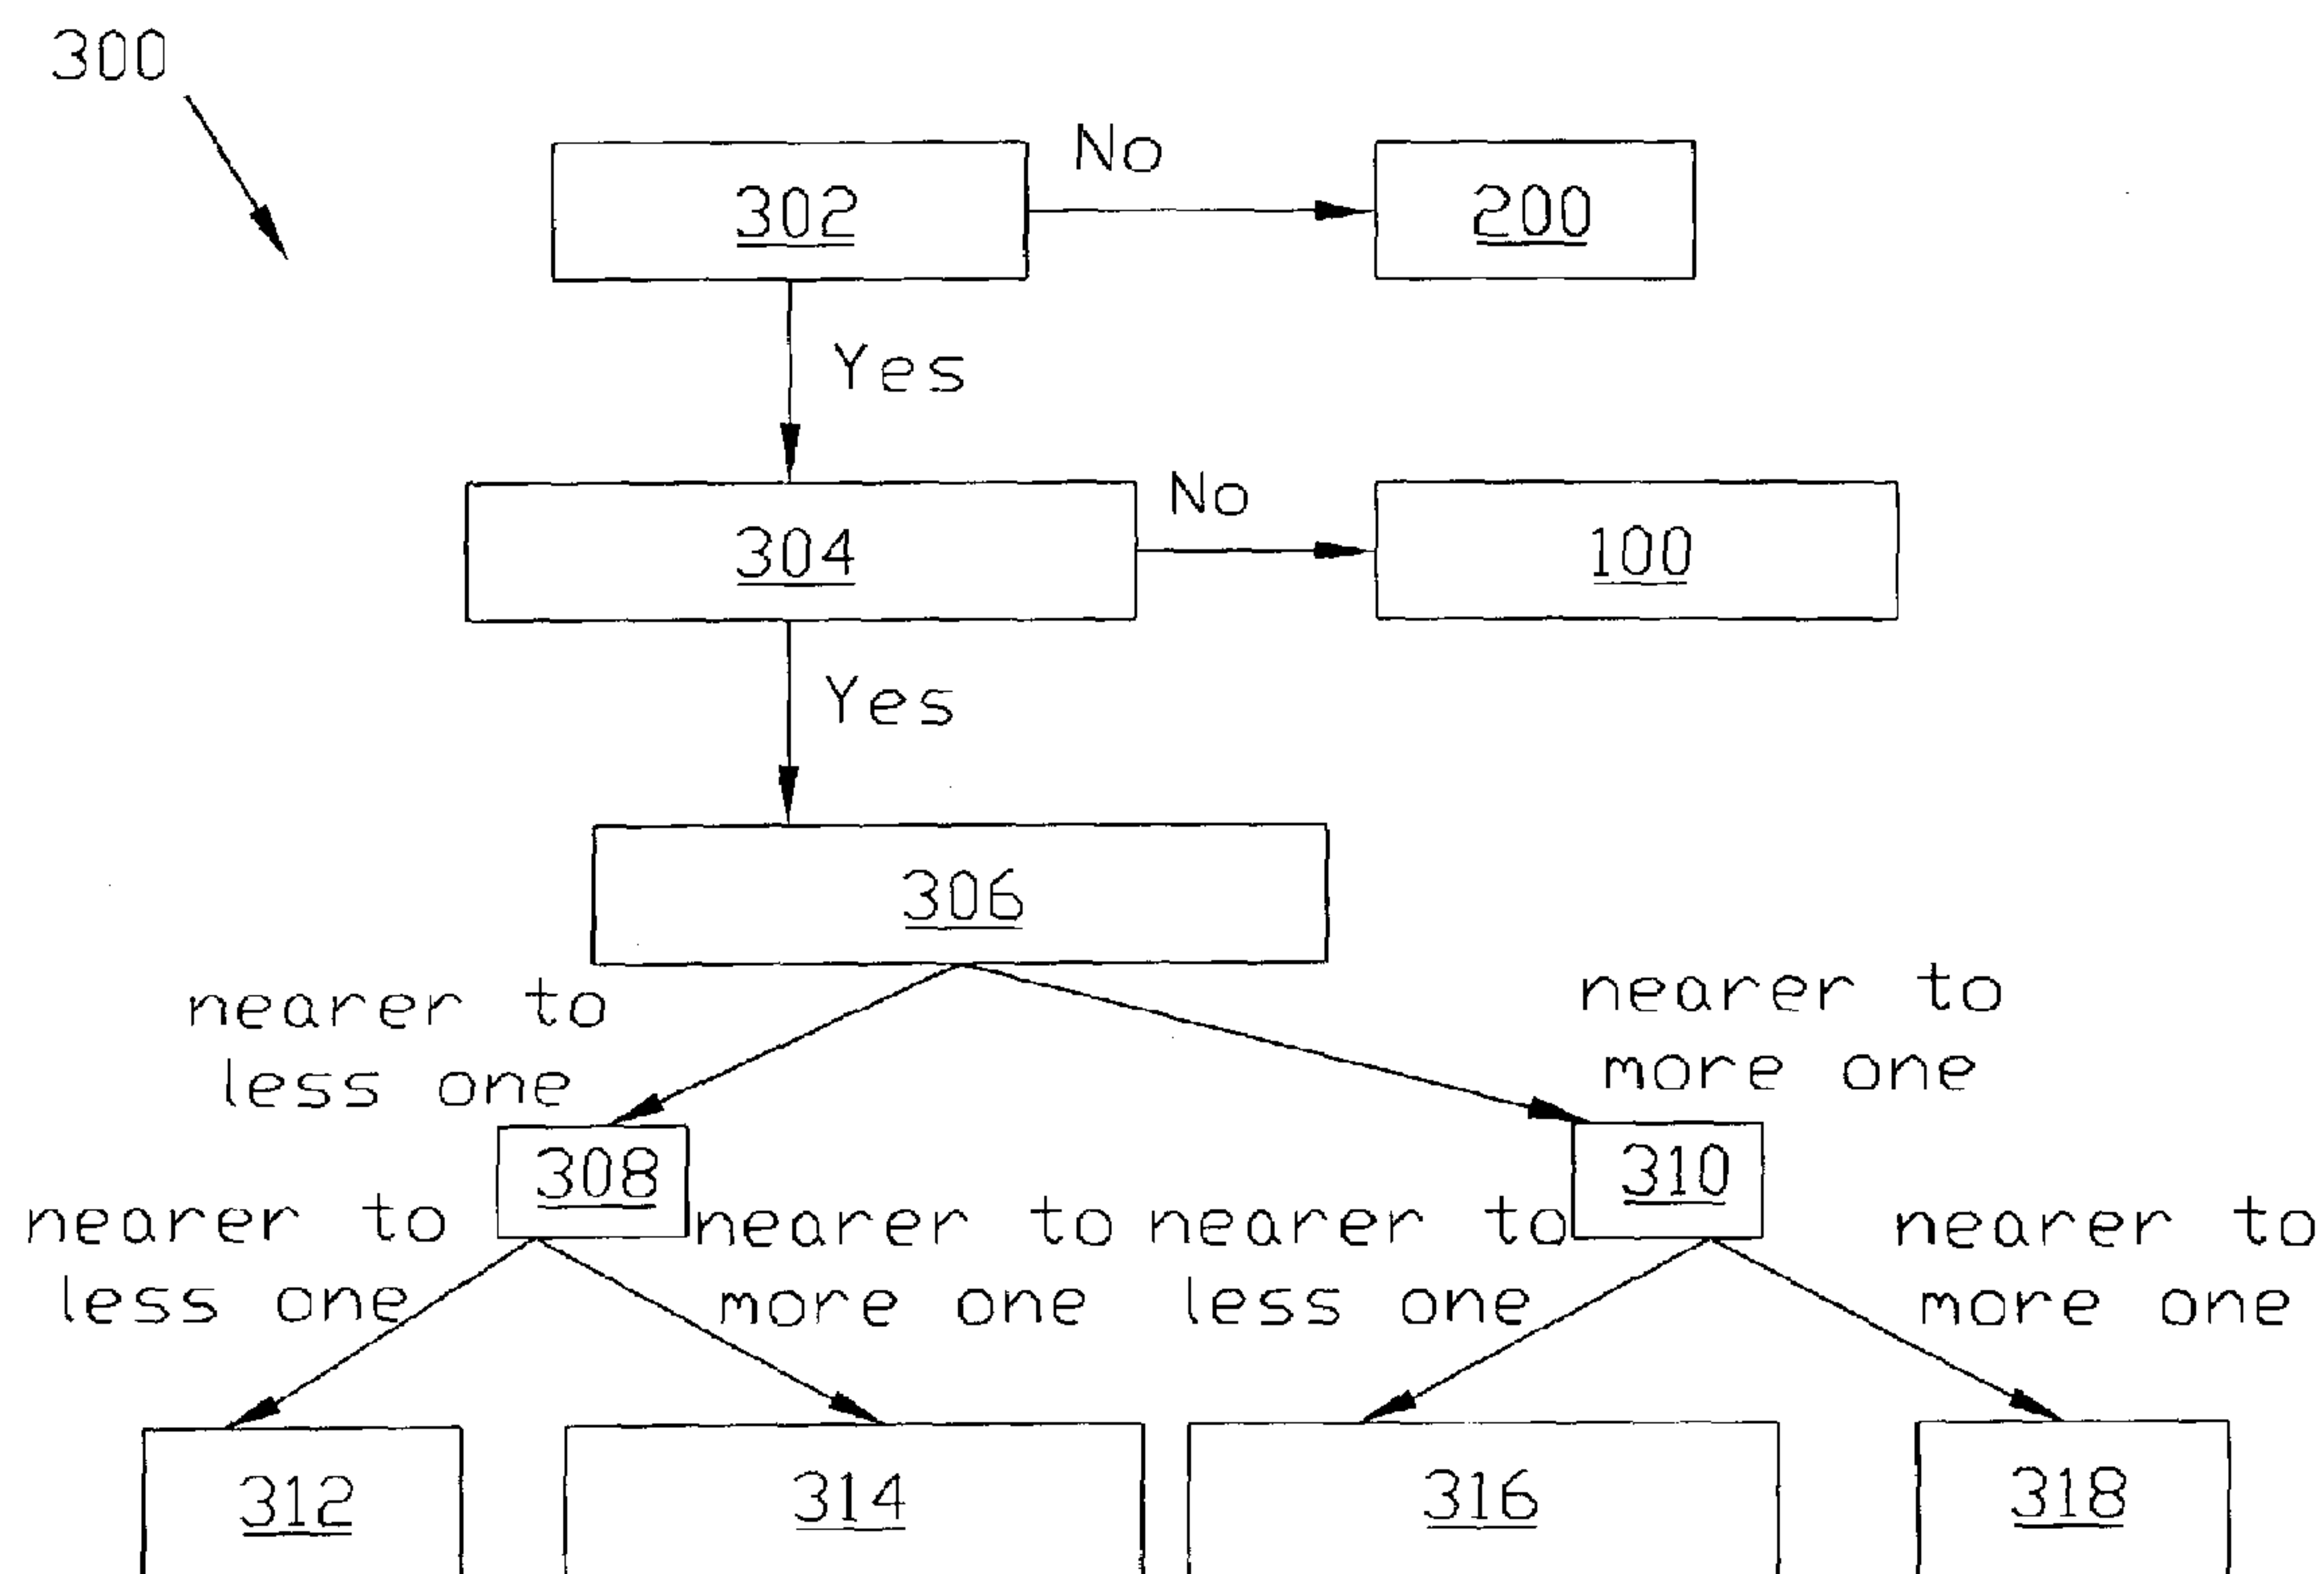 300
No
302
200
Yes
No
304
100
Yes
306
nearer to
less one
nearer to
more one
308
310
nearer to
less one
nearer to
more one
nearer to
less one
nearer to
more one
312
314
316
318